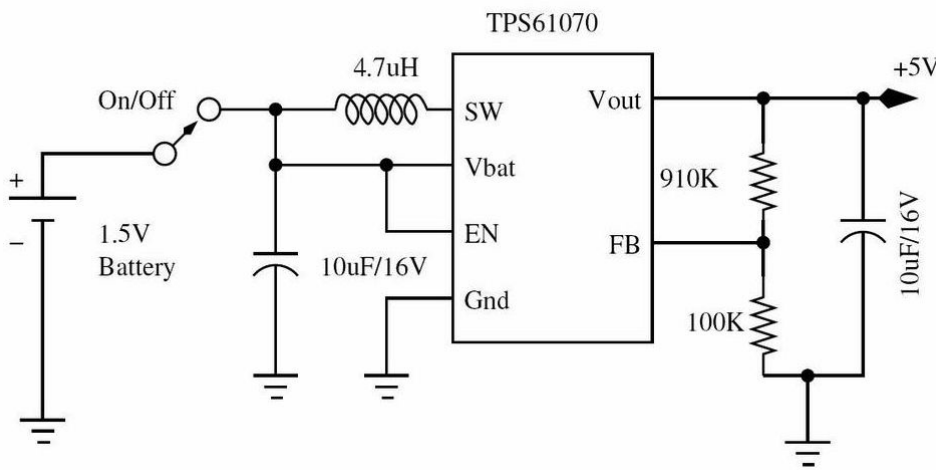 TPS61070
4.7uH
+5V
On/Off
SW
Vout
Vbat
910K
+
EN
FB
10uF/16V
−
1.5V
Battery
10uF/16V
Gnd
100K